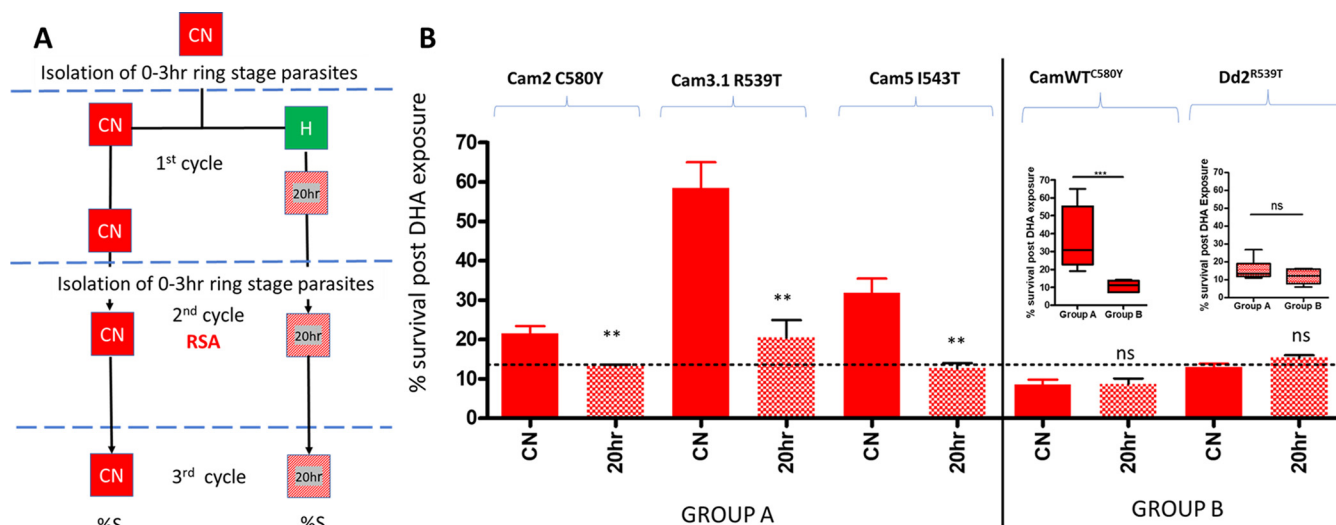 A
CN
Isolation of 0-3hr ring stage parasites
CN
H
1st cycle
20hr
CN
Isolation of 0-3hr ring stage parasites
CN
2nd cycle
RSA
20hr
CN
3rd cycle
20hr
%S
%S
B
Cam2 C580Y
Cam3.1 R539T
Cam5 I543T
CamWTC580Y
Dd2R539T
% survival post DHA exposure
70
60
50
40
30
20
10
0
**
**
**
ns
ns
CN
20hr
CN
20hr
CN
20hr
CN
20hr
CN
20hr
GROUP A
GROUP B
% survival post DHA exposure
70
60
50
40
30
20
10
0
***
Group A
Group B
% survival post DHA Exposure
70
60
50
40
30
20
10
0
ns
Group A
Group B